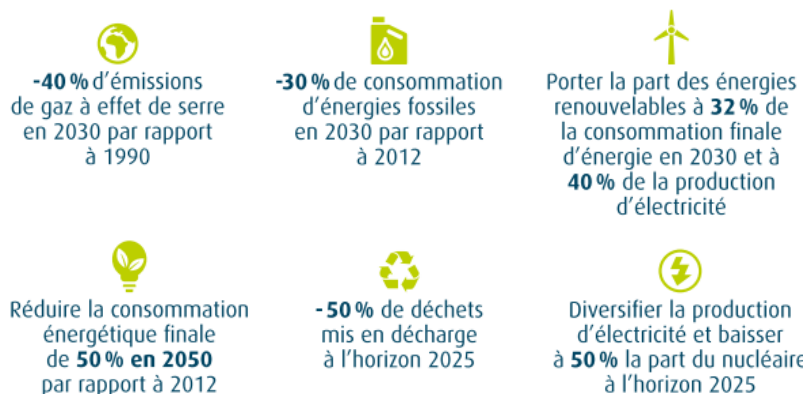 -40 % d'émissions
de gaz à effet de serre
en 2030 par rapport
à 1990
-30 % de consommation
d'énergies fossiles
en 2030 par rapport
à 2012
Porter la part des énergies
renouvelables à 32 % de
la consommation finale
d'énergie en 2030 et à
40 % de la production
d'électricité
Réduire la consommation
énergétique finale
de 50 % en 2050
par rapport à 2012
- 50 % de déchets
mis en décharge
à l'horizon 2025
Diversifier la production
d'électricité et baisser
à 50 % la part du nucléaire
à l'horizon 2025